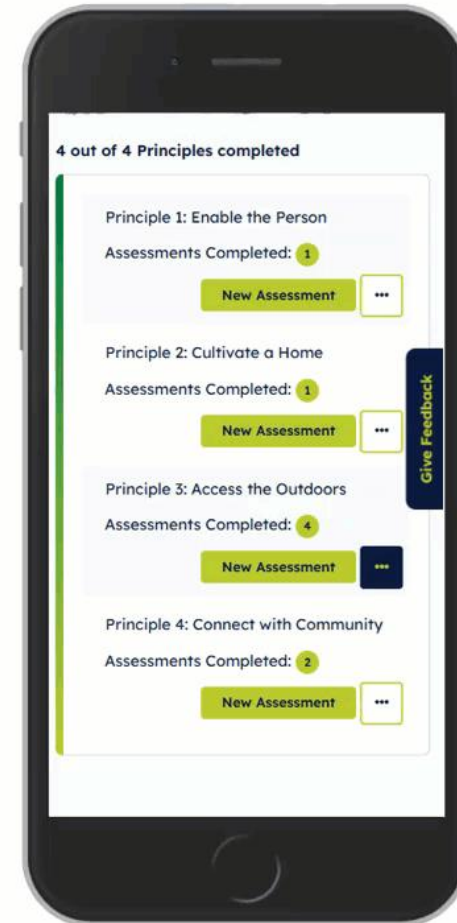 4 out of 4 Principles completed
Principle 1: Enable the Person
Assessments Completed: 1
New Assessment •••
Principle 2: Cultivate a Home
Assessments Completed: 1
New Assessment •••
Give Feedback
Principle 3: Access the Outdoors
Assessments Completed: 4
New Assessment •••
Principle 4: Connect with Community
Assessments Completed: 2
New Assessment •••